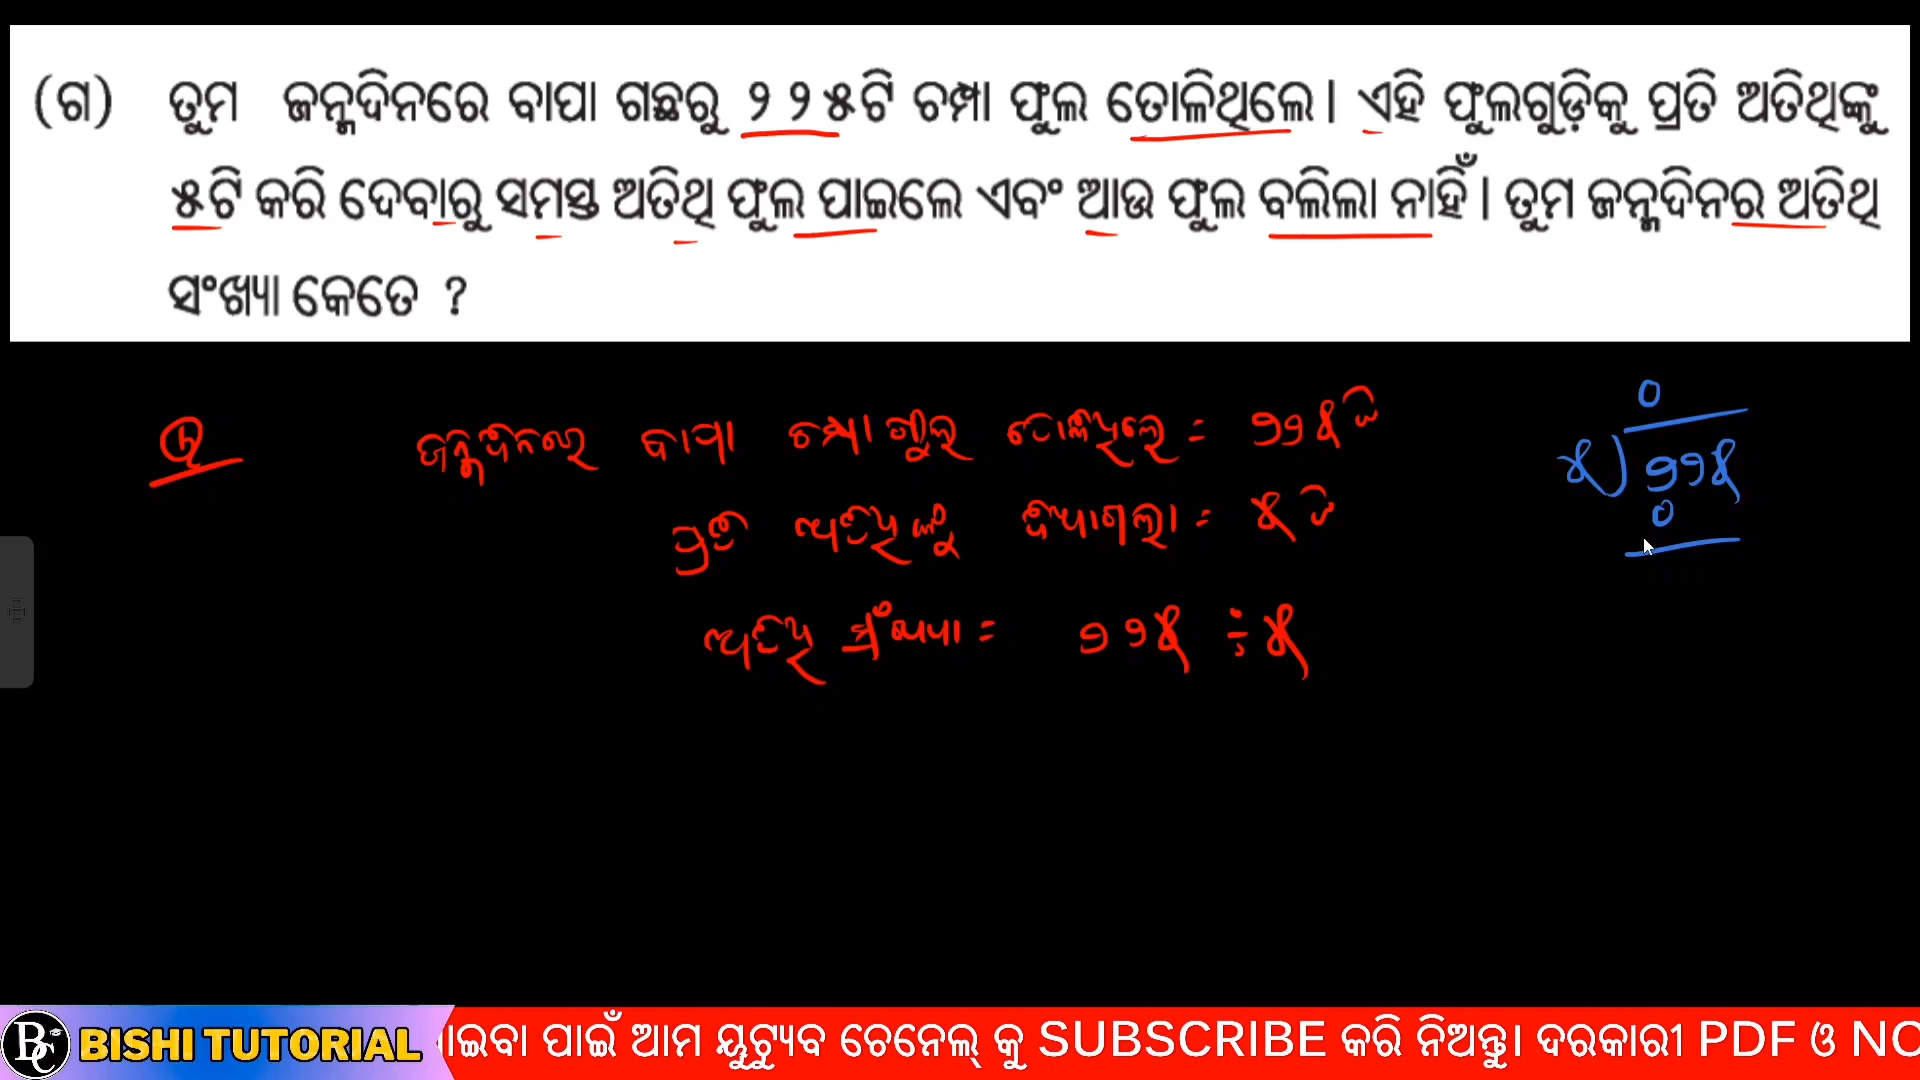 (ଗ) ତୁମ ଜନ୍ମଦିନରେ ବାପା ଗଛରୁ ୨୨୫ଟି ଚମ୍ପା ଫୁଲ ତୋଳିଥିଲେ। ଏହି ଫୁଲଗୁଡ଼ିକୁ ପ୍ରତି ଅତିଥିଙ୍କୁ
୫ଟି କରି ଦେବାରୁ ସମସ୍ତ ଅତିଥି ଫୁଲ ପାଇଲେ ଏବଂ ଆଉ ଫୁଲ ବଳିଲା ନାହିଁ। ତୁମ ଜନ୍ମଦିନର ଅତିଥି
ସଂଖ୍ୟା କେତେ ?
ଉ
ଜନ୍ମଦିନରେ ବାପା ଚମ୍ପା ଫୁଲ ତୋଳିଥିଲେ = ୨୨୫ଟି
ପ୍ରତି ଅତିଥିଙ୍କୁ ଦିଆଗଲା = ୫ଟି
ଅତିଥି ସଂଖ୍ୟା = ୨୨୫ ÷ ୫
୦
୫) ୨୨୫
୦
BC BISHI TUTORIAL
ାଇବା ପାଇଁ ଆମ ୟୁଟ୍ୟୁବ ଚେନେଲ୍ କୁ SUBSCRIBE କରି ନିଅନ୍ତୁ। ଦରକାରୀ PDF ଓ NO